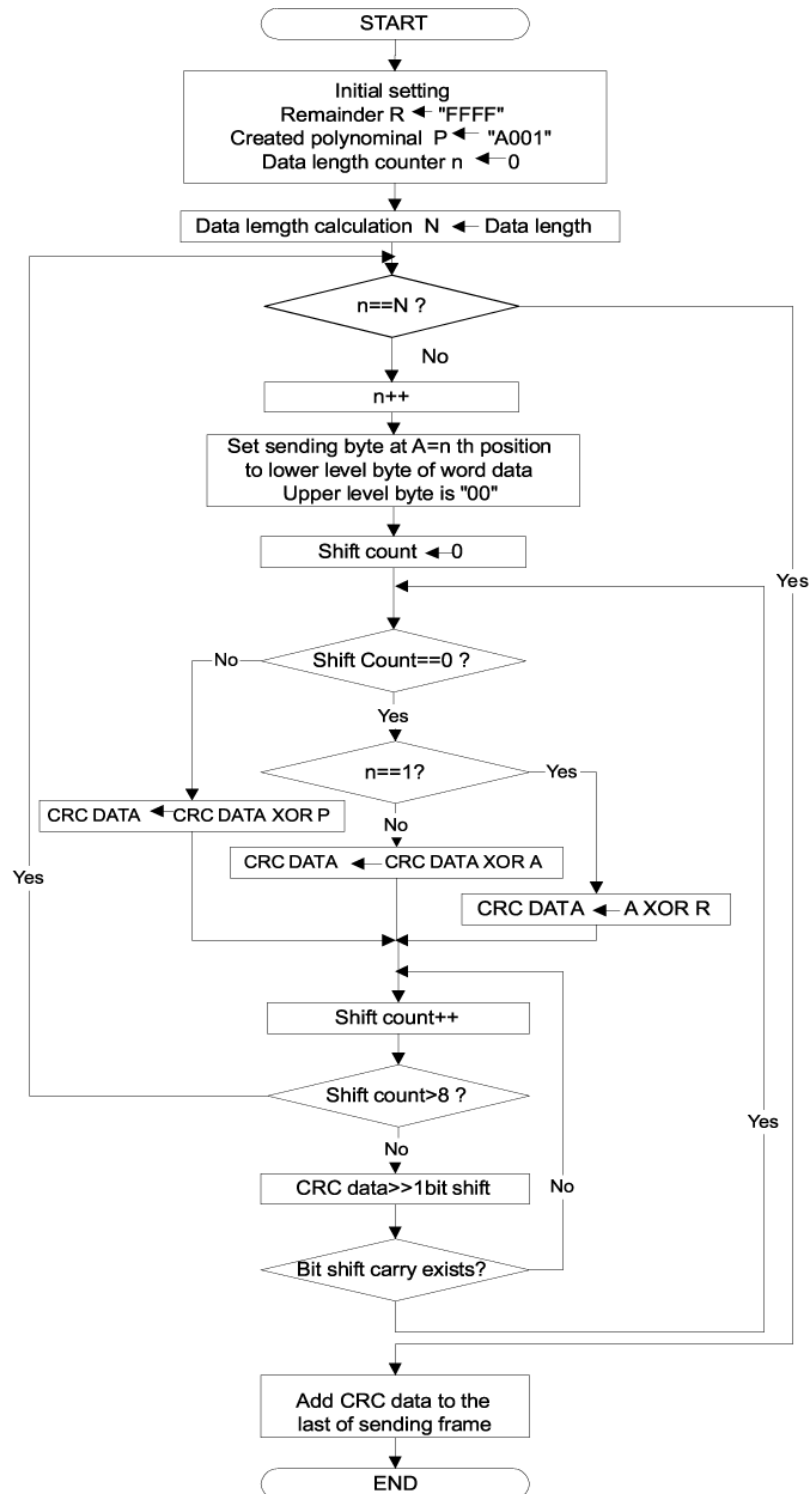 START
Initial setting
Remainder R ← "FFFF"
Created polynominal P ← "A001"
Data length counter n ← 0
Data lemgth calculation N ← Data length
n==N ?
No
n++
Set sending byte at A=n th position
to lower level byte of word data
Upper level byte is "00"
Shift count ← 0
Yes
Shift Count==0 ?
No
Yes
n==1?
Yes
CRC DATA ← CRC DATA XOR P
No
CRC DATA ← CRC DATA XOR A
Yes
CRC DATA ← A XOR R
Shift count++
Shift count>8 ?
Yes
No
CRC data>>1bit shift
No
Bit shift carry exists?
Add CRC data to the
last of sending frame
END